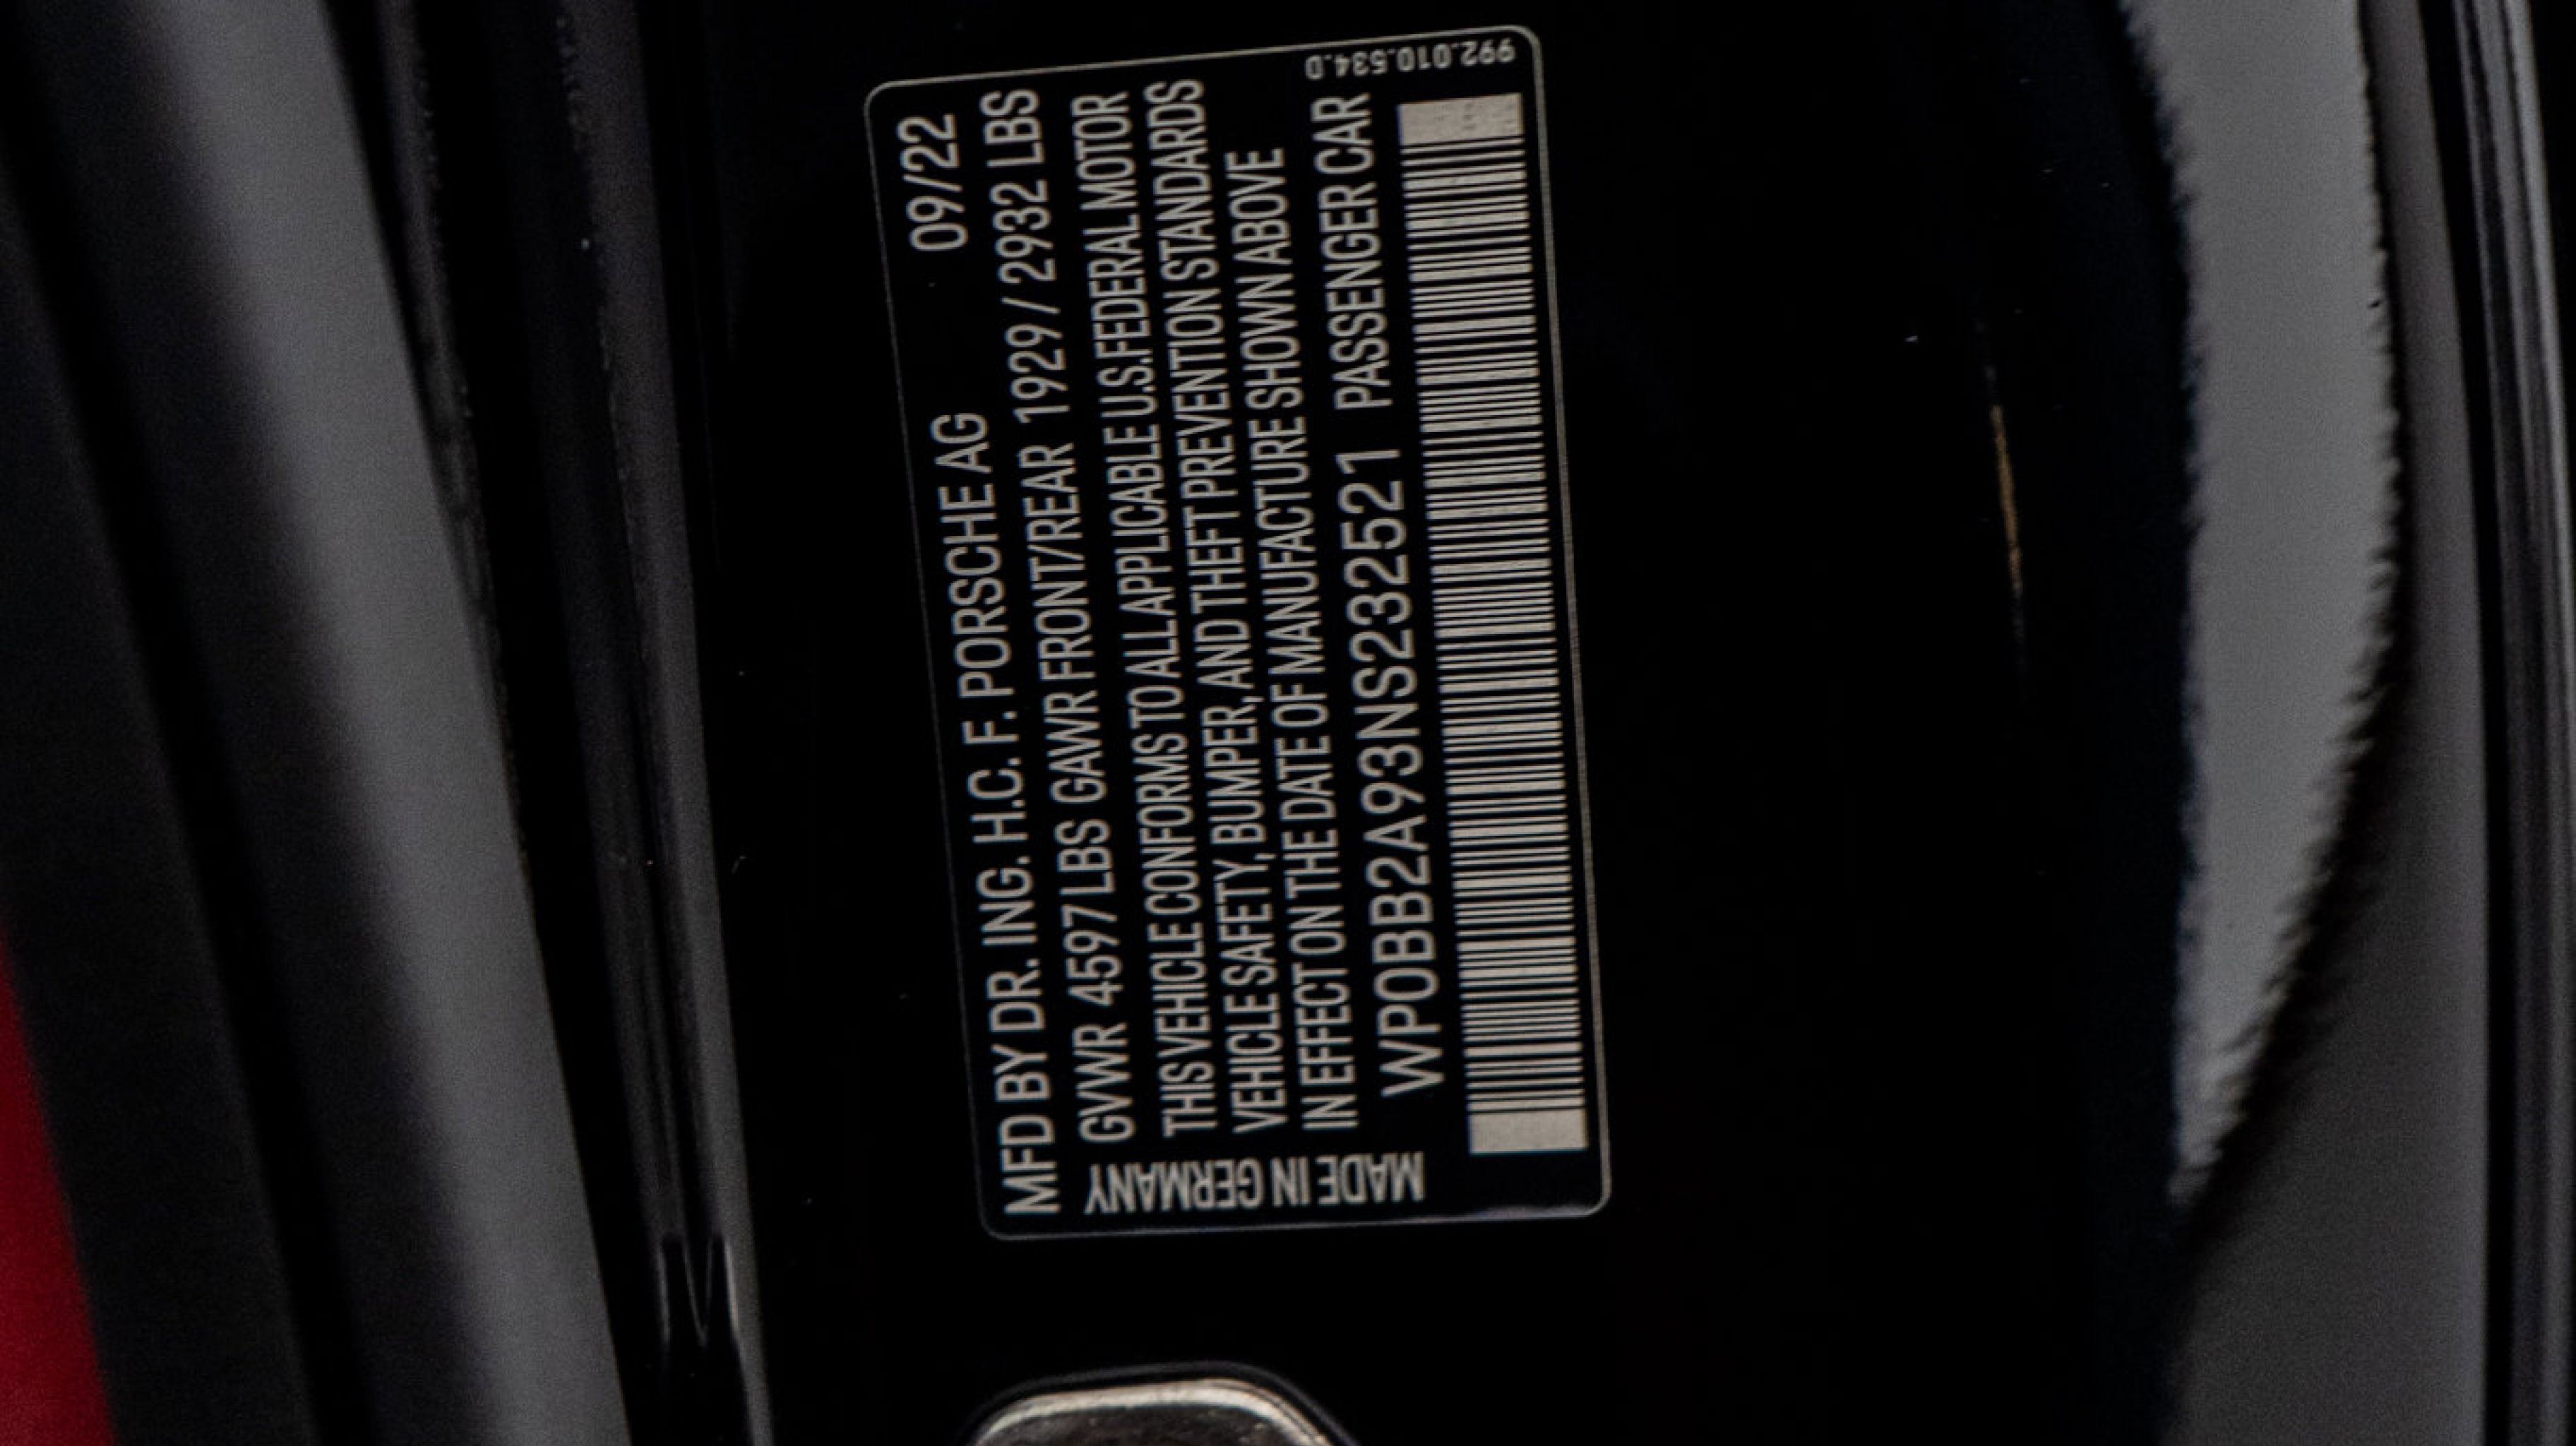 MFD BY DR. ING. H.C. F. PORSCHE AG 09/22
GVWR 4597 LBS GAWR FRONT/REAR 1929 / 2932 LBS
THIS VEHICLE CONFORMS TO ALL APPLICABLE U.S. FEDERAL MOTOR
VEHICLE SAFETY, BUMPER, AND THEFT PREVENTION STANDARDS
IN EFFECT ON THE DATE OF MANUFACTURE SHOWN ABOVE
WP0BB2A93NS232521 PASSENGER CAR
MADE IN GERMANY
992.010.534.D